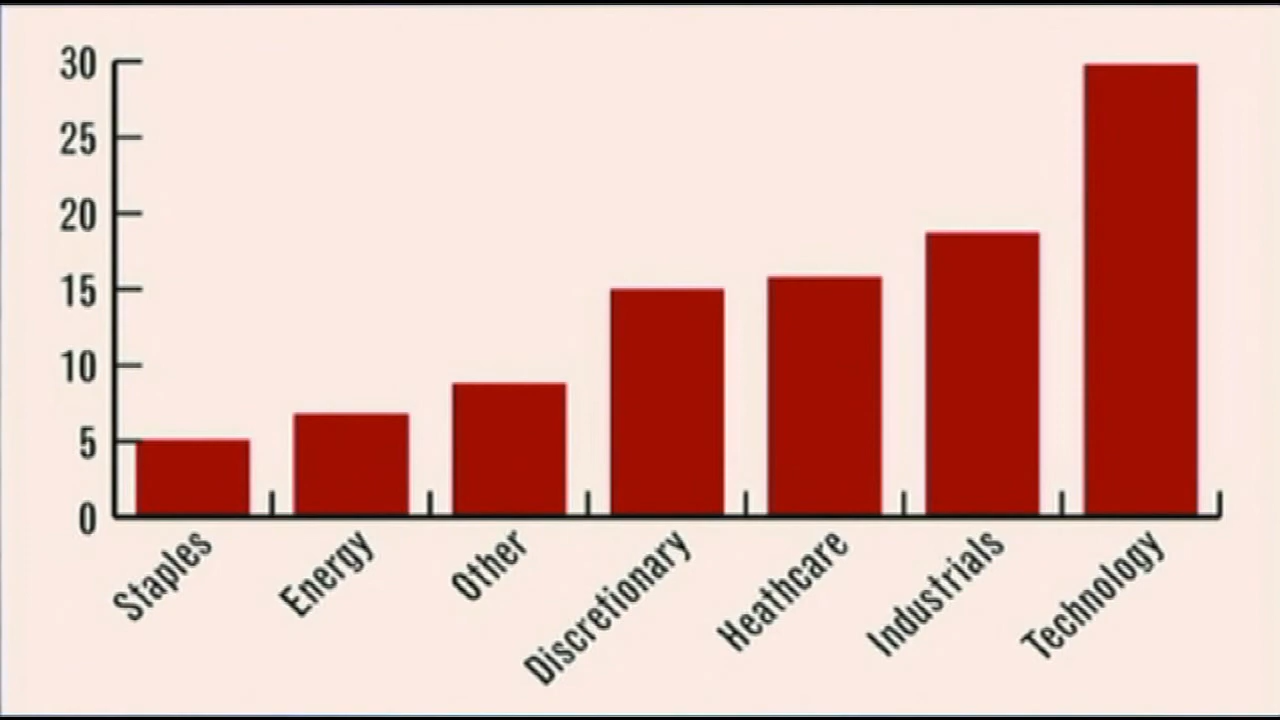 30
25
20
15
10
5
0
Staples
Energy
Other
Discretionary
Heathcare
Industrials
Technology